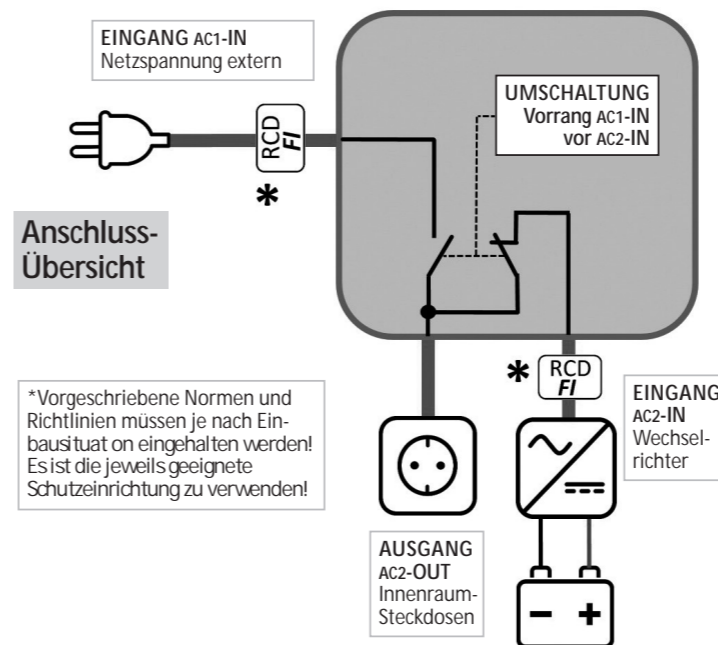 EINGANG AC1-IN
Netzspannung extern
RCD
FI
*
UMSCHALTUNG
Vorrang AC1-IN
vor AC2-IN
Anschluss-
Übersicht
*Vorgeschriebene Normen und
Richtlinien müssen je nach Ein-
bausituat on eingehalten werden!
Es ist die jeweils geeignete
Schutzeinrichtung zu verwenden!
*
RCD
FI
EINGANG
AC2-IN
Wechsel-
richter
AUSGANG
AC2-OUT
Innenraum-
Steckdosen
- +